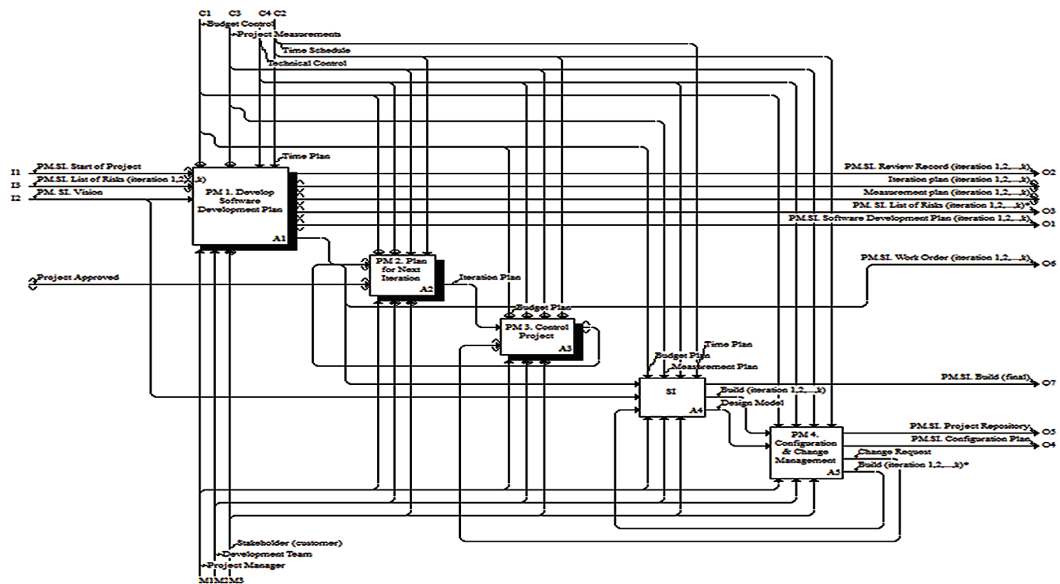 C1 C3 C4 C2
Budget Control
Project Measurements
Time Schedule
Technical Control
Time Plan
I1 PM.SI. Start of Project
I3 PM.SI. List of Risks (iteration 1,2,...,k)
I2 PM. SI. Vision
PM 1. Develop
Software
Development Plan
A1
PM.SI. Review Record (iteration 1,2,...,k) O2
Iteration plan (iteration 1,2,...,k)
Measurement plan (iteration 1,2,...,k)
PM. SI. List of Risks (iteration 1,2,...,k)* O3
PM.SI. Software Development Plan (iteration 1,2,...,k) O1
PM.SI. Work Order (iteration 1,2,...,k) O6
Project Approved
PM 2. Plan
for Next
Iteration
A2
Iteration Plan
Budget Plan
PM 3. Control
Project
A3
Time Plan
Budget Plan
Measurement Plan
SI
A4
PM.SI. Build (final) O7
Build (iteration 1,2,...,k)
Design Model
PM 4.
Configuration
& Change
Management
A5
PM.SI. Project Repository O5
PM.SI. Configuration Plan O4
Change Request
Build (iteration 1,2,...,k)*
Stakeholder (customer)
Development Team
Project Manager
M1 M2 M3